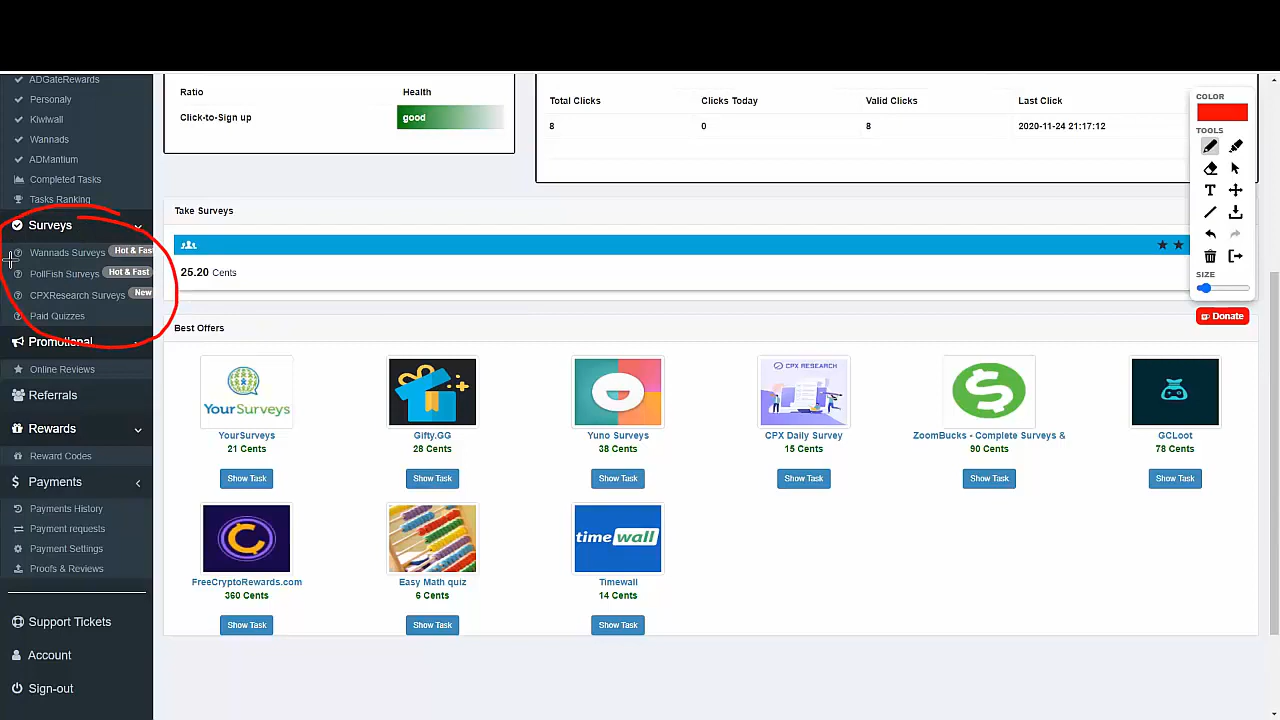 ADGateRewards
Personaly
Kiwiwall
Wannads
ADMantium
Completed Tasks
Tasks Ranking
Surveys
Wannads Surveys Hot & Fast
PollFish Surveys Hot & Fast
CPXResearch Surveys New
Paid Quizzes
Promotional
Online Reviews
Referrals
Rewards
Reward Codes
Payments
Payments History
Payment requests
Payment Settings
Proofs & Reviews
Support Tickets
Account
Sign-out
Ratio Health
Click-to-Sign up good
Total Clicks Clicks Today Valid Clicks Last Click
8 0 8 2020-11-24 21:17:12
Take Surveys
25.20 Cents
Best Offers
YourSurveys
CPX RESEARCH
YourSurveys Gifty.GG Yuno Surveys CPX Daily Survey ZoomBucks - Complete Surveys & GCLoot
21 Cents 28 Cents 38 Cents 15 Cents 90 Cents 78 Cents
Show Task Show Task Show Task Show Task Show Task Show Task
timewall
FreeCryptoRewards.com Easy Math quiz Timewall
360 Cents 6 Cents 14 Cents
Show Task Show Task Show Task
COLOR
TOOLS
T
SIZE
Donate